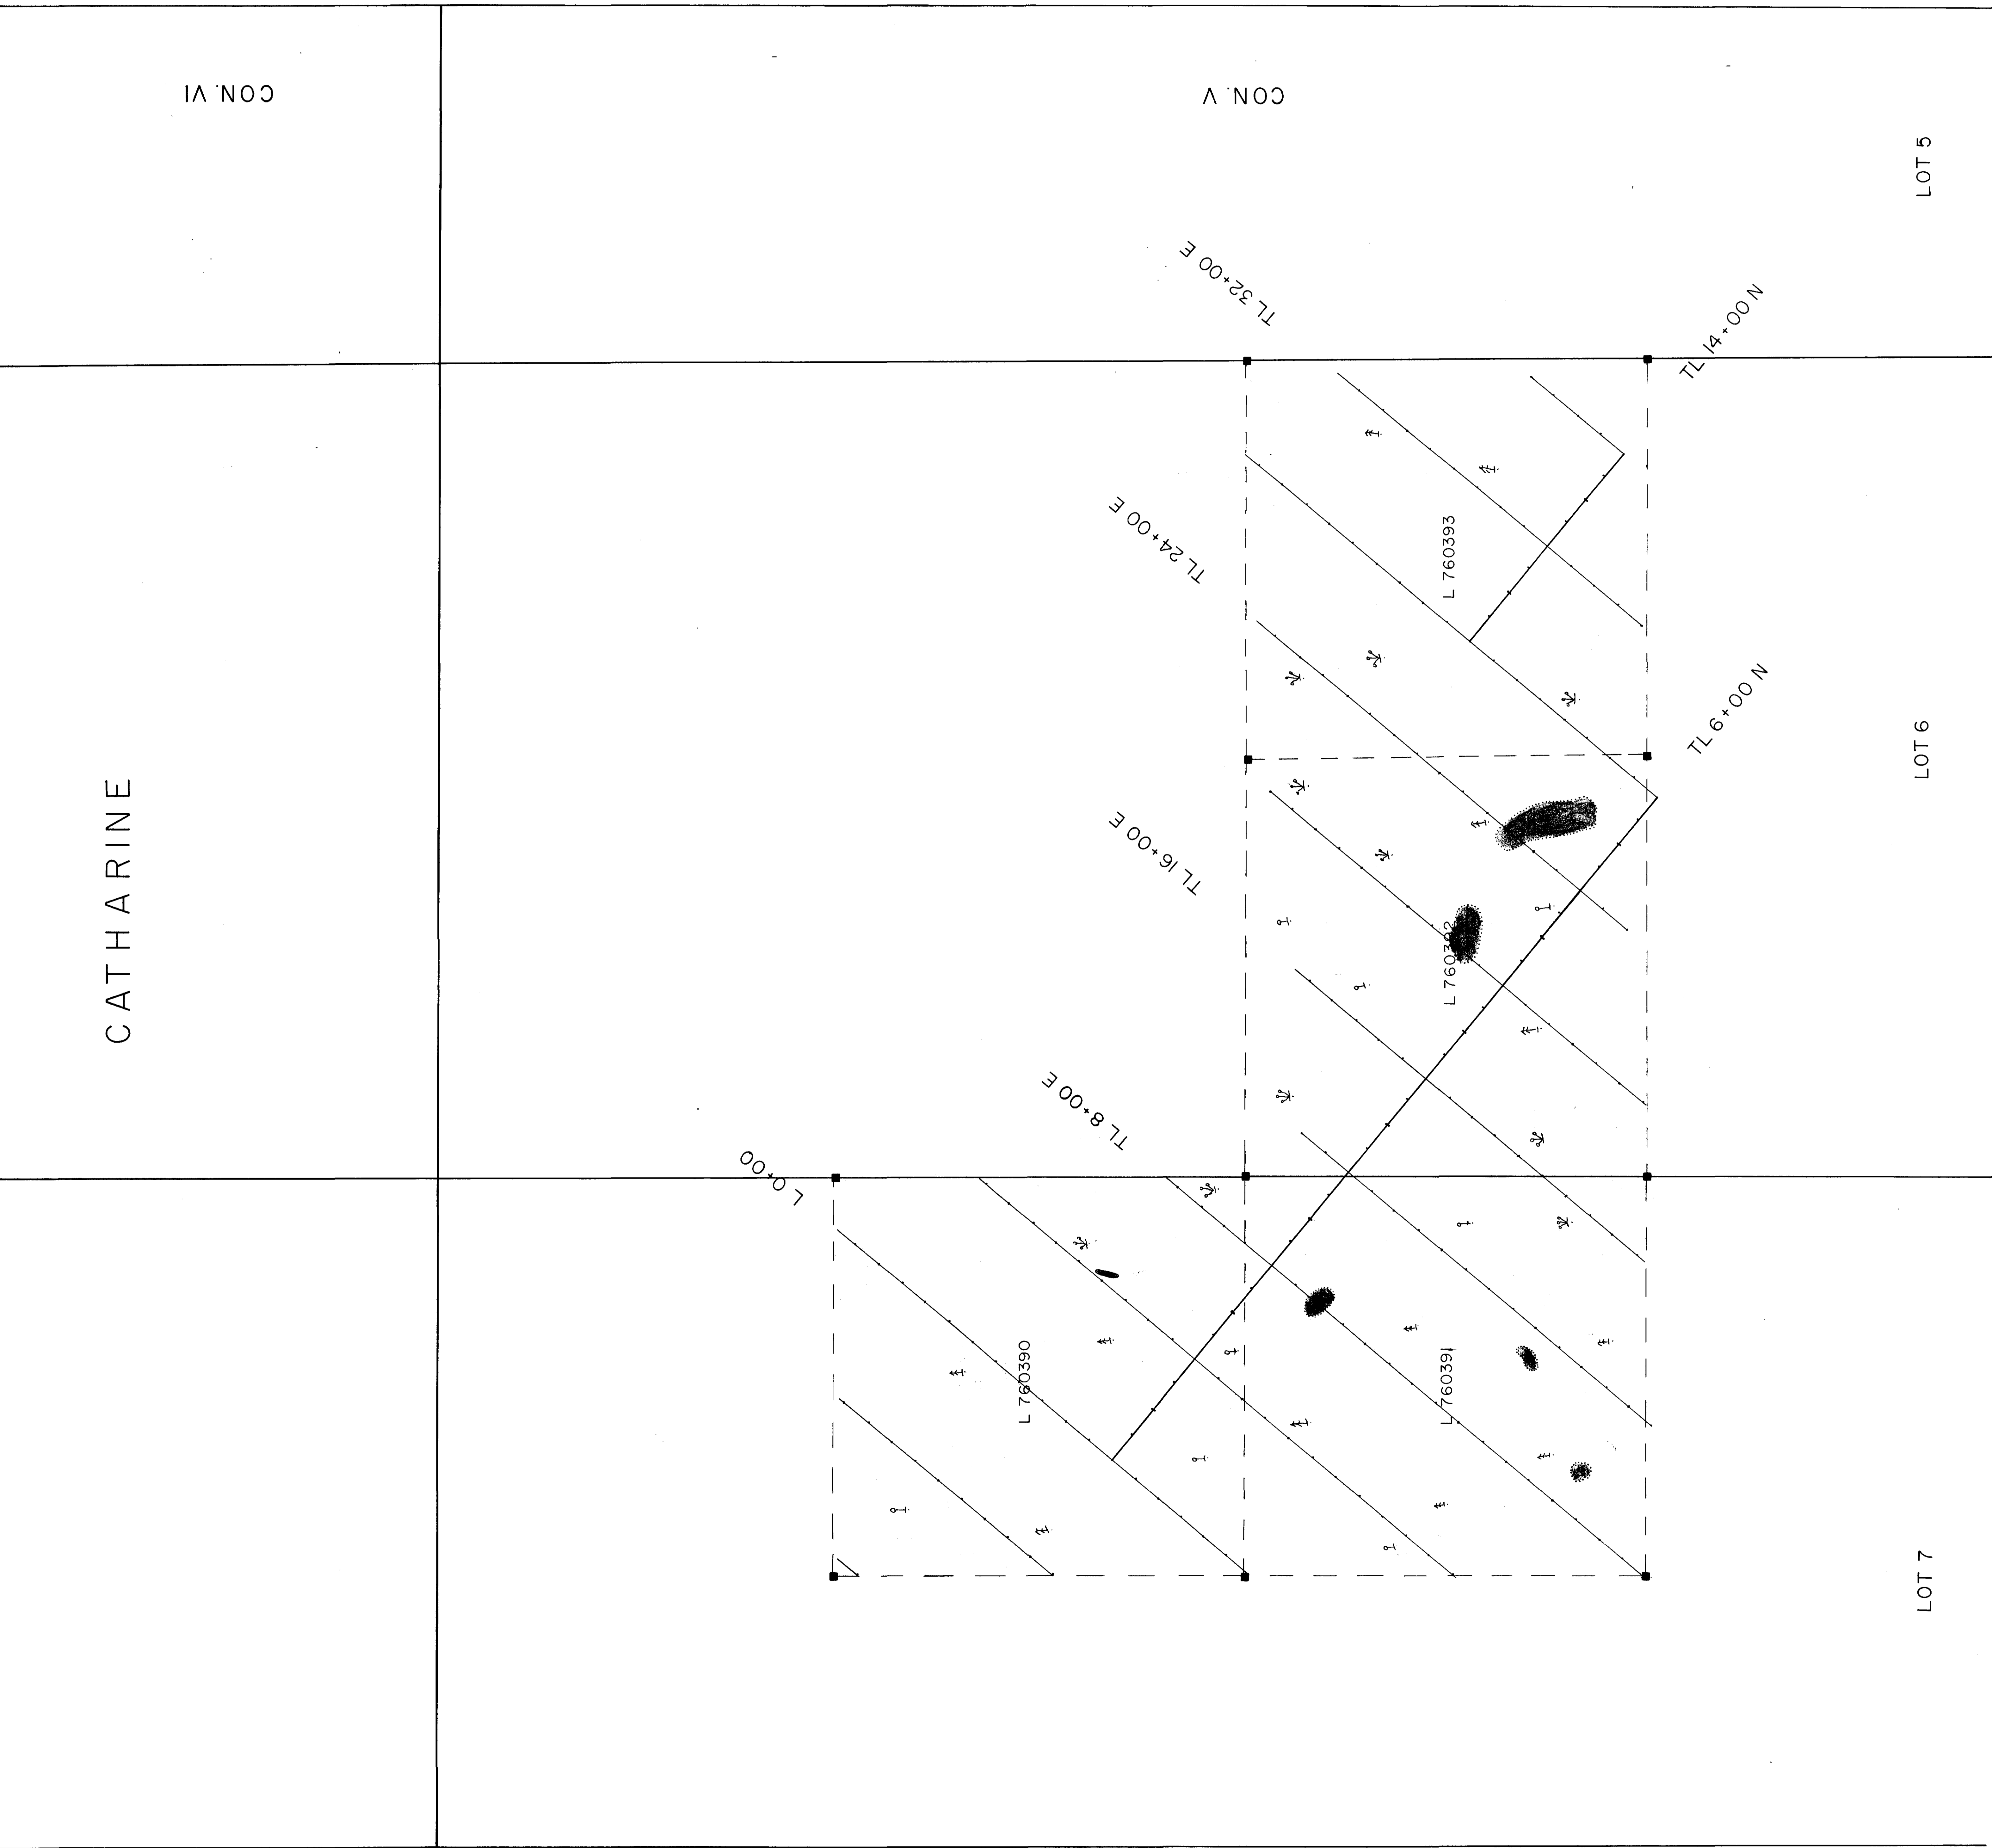 CON. VI
CON. V
LOT 5
TL 32+00 E
TL 14+00 N
TL 24+00 E
L 760393
TL 6+00 N
LOT 6
CATHARINE
TL 16+00 E
L 760392
TL 8+00 E
L 0+00
L 760390
L 760391
LOT 7